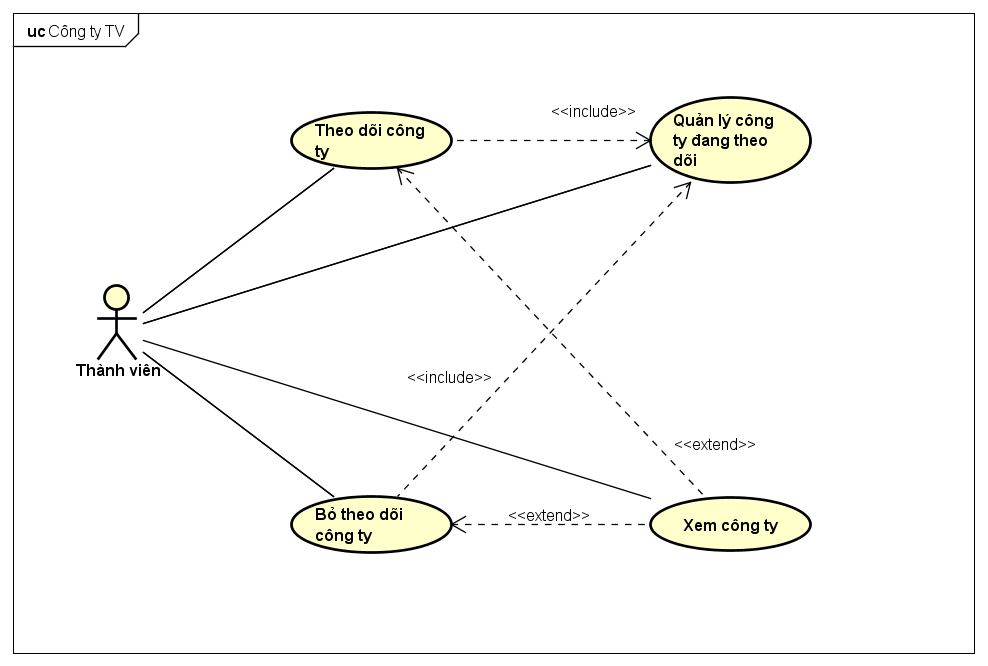 uc Công ty TV
<<include>>
Theo dõi công
ty
Quản lý công
ty đang theo
dõi
Thành viên
<<include>>
<<extend>>
Bỏ theo dõi
công ty
<<extend>>
Xem công ty